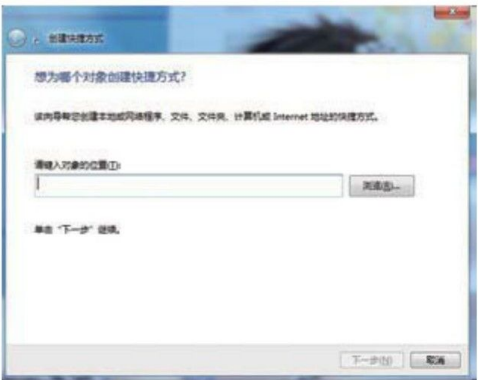 创建快捷方式
想为哪个对象创建快捷方式?
该向导帮您创建本地或网络程序、文件、文件夹、计算机或 Internet 地址的快捷方式。
请键入对象的位置(T):
浏览(R)...
单击“下一步”继续。
下一步(N)
取消